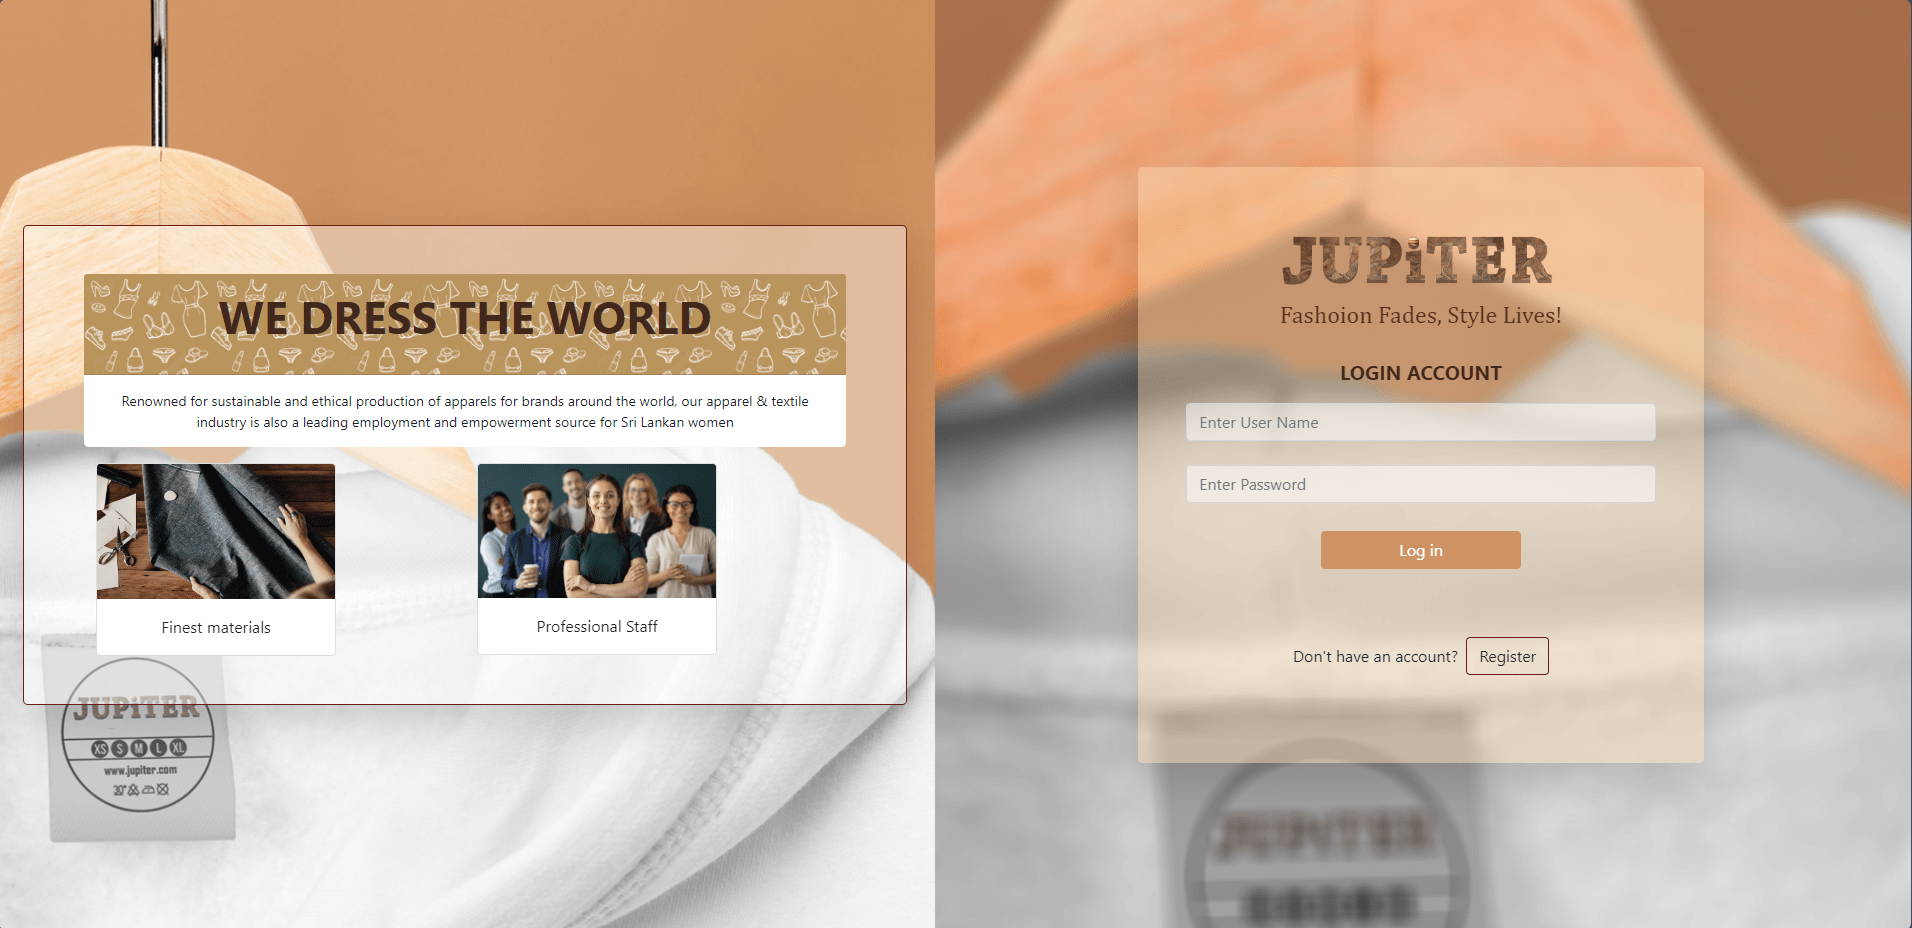 WE DRESS THE WORLD
Renowned for sustainable and ethical production of apparels for brands around the world, our apparel & textile
industry is also a leading employment and empowerment source for Sri Lankan women
Finest materials
Professional Staff
JUPiTER
XS S M L XL
www.jupiter.com
30°
JUPiTER
Fashoion Fades, Style Lives!
LOGIN ACCOUNT
Enter User Name
Enter Password
Log in
Don't have an account? Register
JUPiTER